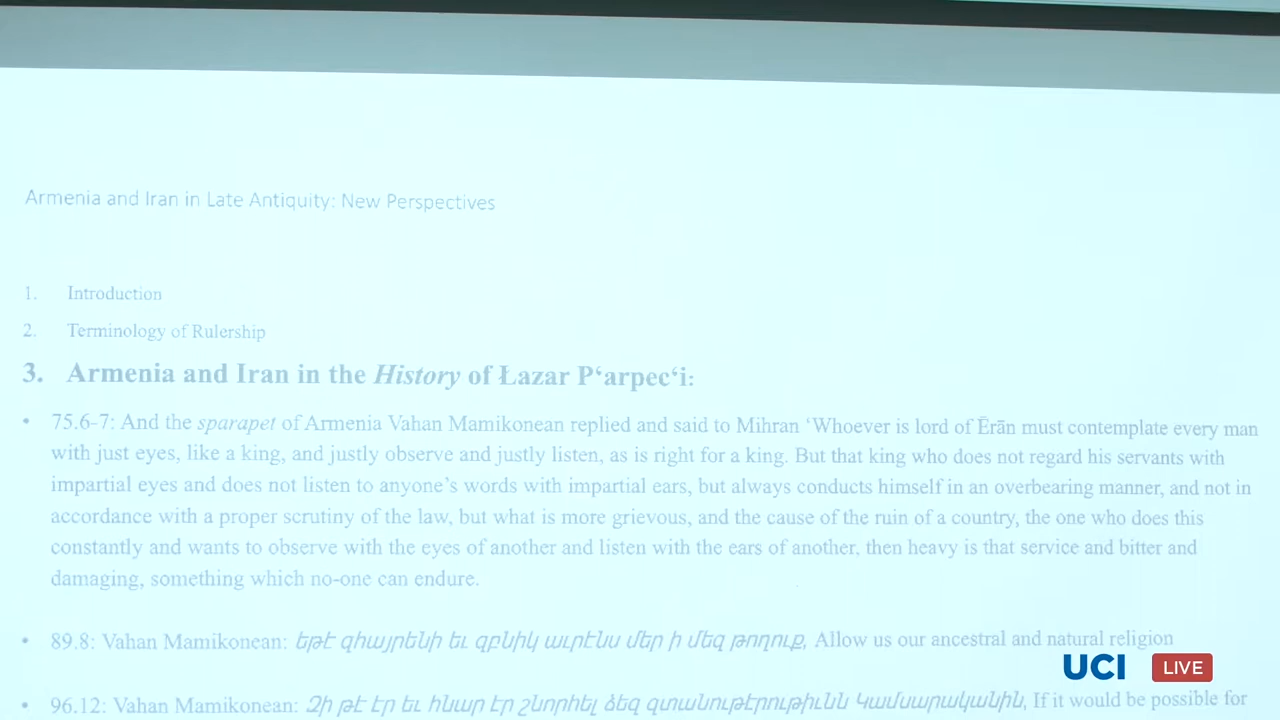 Armenia and Iran in Late Antiquity: New Perspectives
1. Introduction
2. Terminology of Rulership
3. Armenia and Iran in the History of Łazar P‘arpec‘i:
• 75.6-7: And the sparapet of Armenia Vahan Mamikonean replied and said to Mihran ‘Whoever is lord of Ērān must contemplate every man
with just eyes, like a king, and justly observe and justly listen, as is right for a king. But that king who does not regard his servants with
impartial eyes and does not listen to anyone’s words with impartial ears, but always conducts himself in an overbearing manner, and not in
accordance with a proper scrutiny of the law, but what is more grievous, and the cause of the ruin of a country, the one who does this
constantly and wants to observe with the eyes of another and listen with the ears of another, then heavy is that service and bitter and
damaging, something which no-one can endure.
• 89.8: Vahan Mamikonean: եթէ զհայրենի եւ զբնիկ աւրէնս մեր ի մեզ թողուք, Allow us our ancestral and natural religion
• 96.12: Vahan Mamikonean: Զի թէ էր եւ հնար էր շնորհել ձեզ զտանուտէրութիւնն Կամսարականին, If it would be possible for
UCI LIVE